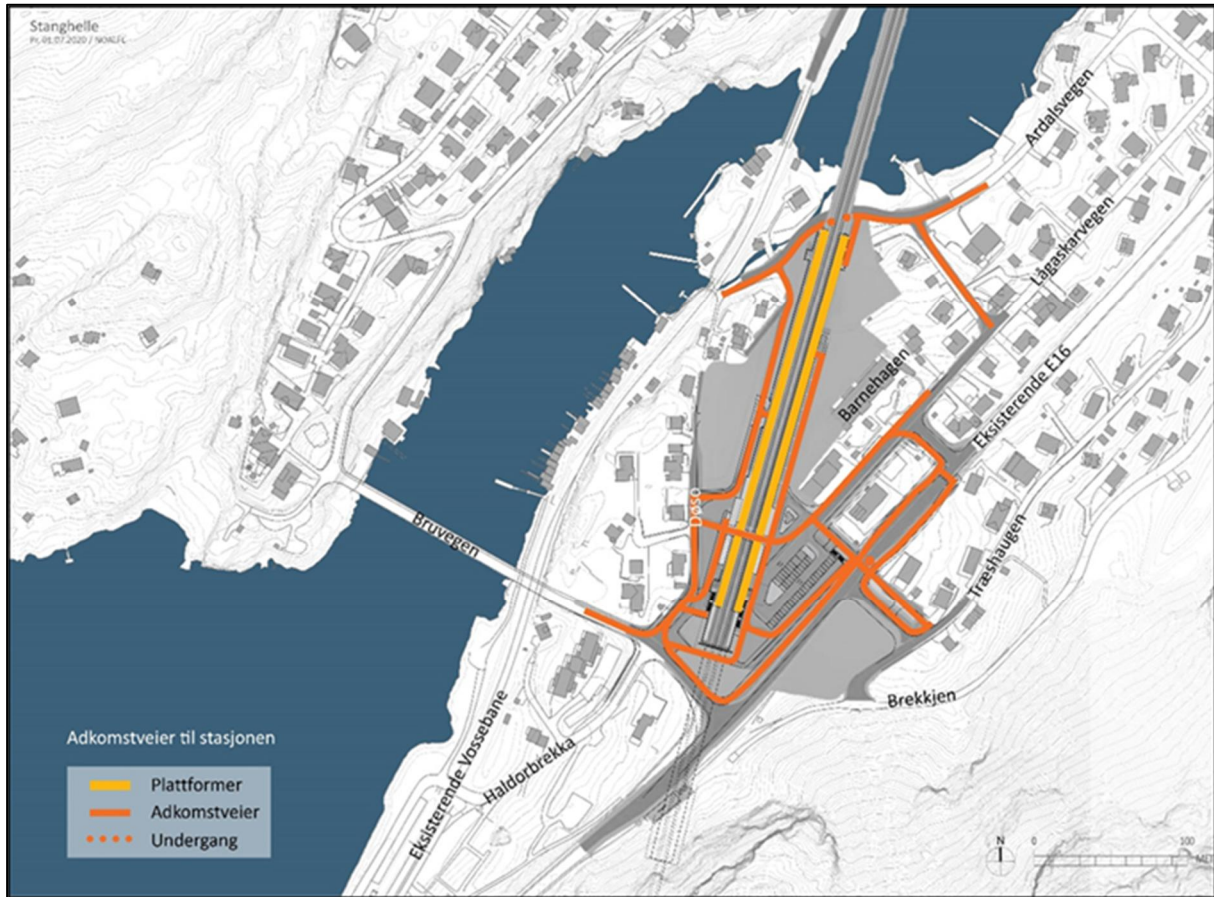 Stanghelle
Ardalsvegen
Lågaskarvegen
Eksisterende E16
Barnehagen
Døso
Træshaugen
Bruvegen
Brekkjen
Eksisterende Vossebane
Haldorbrekka
Adkomstveier til stasjonen
Plattformer
Adkomstveier
Undergang
N
0
100